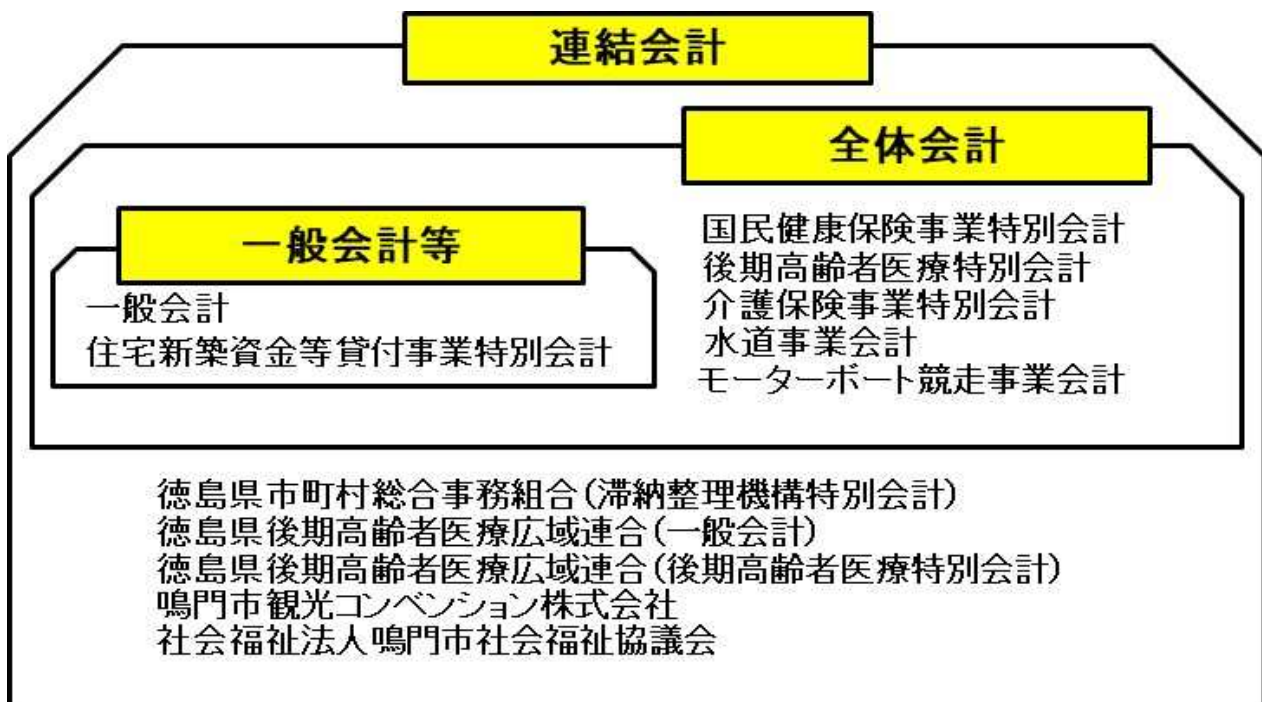 連結会計
全体会計
一般会計等
一般会計
住宅新築資金等貸付事業特別会計
国民健康保険事業特別会計
後期高齢者医療特別会計
介護保険事業特別会計
水道事業会計
モーターボート競走事業会計
徳島県市町村総合事務組合(滞納整理機構特別会計)
徳島県後期高齢者医療広域連合(一般会計)
徳島県後期高齢者医療広域連合(後期高齢者医療特別会計)
鳴門市観光コンベンション株式会社
社会福祉法人鳴門市社会福祉協議会